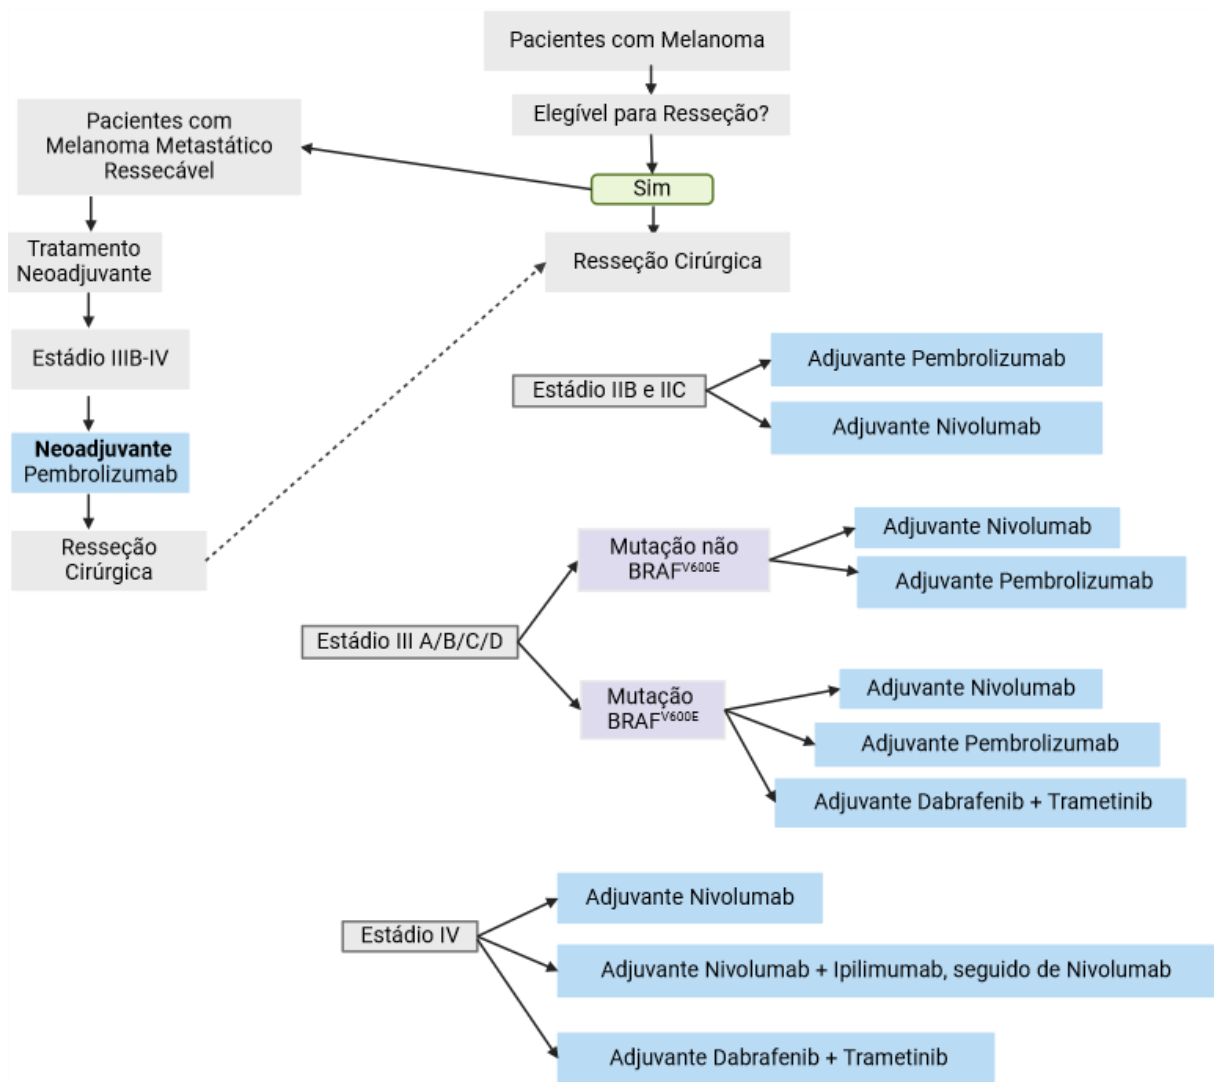 Pacientes com Melanoma
Elegível para Resseção?
Sim
Pacientes com
Melanoma Metastático
Ressecável
Tratamento
Neoadjuvante
Estádio IIIB-IV
Neoadjuvante
Pembrolizumab
Resseção
Cirúrgica
Resseção Cirúrgica
Estádio IIB e IIC
Adjuvante Pembrolizumab
Adjuvante Nivolumab
Estádio III A/B/C/D
Mutação não
BRAFV600E
Adjuvante Nivolumab
Adjuvante Pembrolizumab
Mutação
BRAFV600E
Adjuvante Nivolumab
Adjuvante Pembrolizumab
Adjuvante Dabrafenib + Trametinib
Estádio IV
Adjuvante Nivolumab
Adjuvante Nivolumab + Ipilimumab, seguido de Nivolumab
Adjuvante Dabrafenib + Trametinib